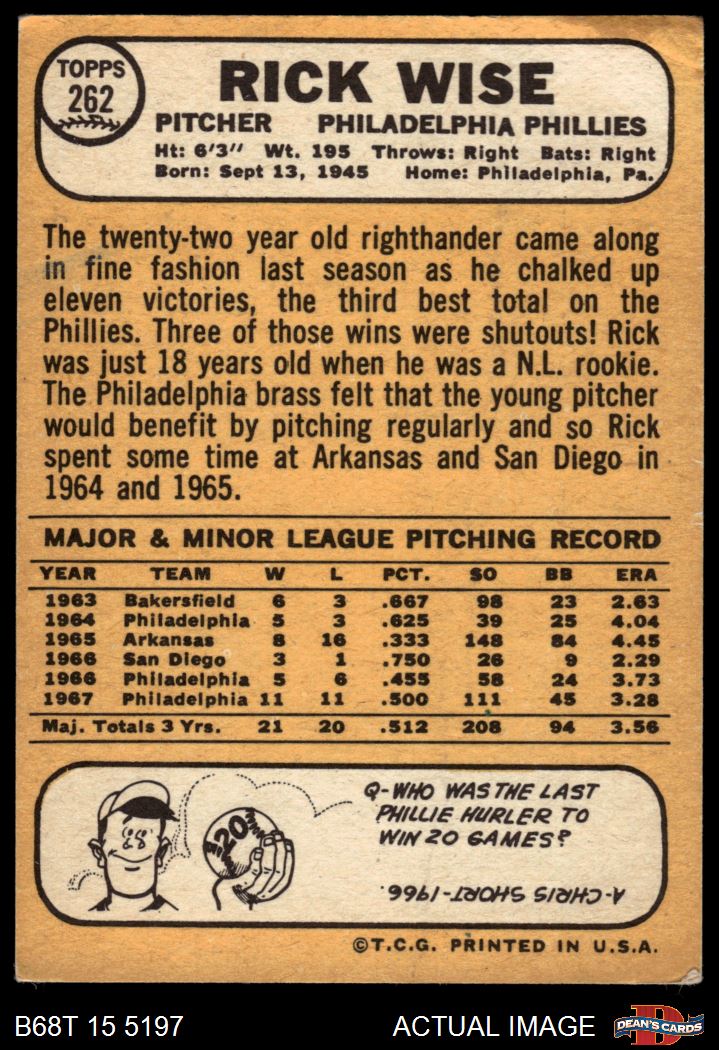 TOPPS
262
RICK WISE
PITCHER PHILADELPHIA PHILLIES
Ht: 6'3" Wt. 195 Throws: Right Bats: Right
Born: Sept 13, 1945 Home: Philadelphia, Pa.
The twenty-two year old righthander came along
in fine fashion last season as he chalked up
eleven victories, the third best total on the
Phillies. Three of those wins were shutouts! Rick
was just 18 years old when he was a N.L. rookie.
The Philadelphia brass felt that the young pitcher
would benefit by pitching regularly and so Rick
spent some time at Arkansas and San Diego in
1964 and 1965.
MAJOR & MINOR LEAGUE PITCHING RECORD
YEAR TEAM W L PCT. SO BB ERA
1963 Bakersfield 6 3 .667 98 23 2.63
1964 Philadelphia 5 3 .625 39 25 4.04
1965 Arkansas 8 16 .333 148 84 4.45
1966 San Diego 3 1 .750 26 9 2.29
1966 Philadelphia 5 6 .455 58 24 3.73
1967 Philadelphia 11 11 .500 111 45 3.28
Maj. Totals 3 Yrs. 21 20 .512 208 94 3.56
20
Q-WHO WAS THE LAST
PHILLIE HURLER TO
WIN 20 GAMES?
A-CHRIS SHORT-1966.
©T.C.G. PRINTED IN U.S.A.
B68T 15 5197 ACTUAL IMAGE
D
DEAN'S CARDS